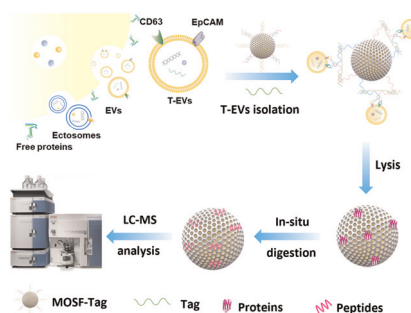 CD63
EpCAM
EVs
T-EVs
Ectosomes
Free proteins
T-EVs isolation
Lysis
In-situ
digestion
LC-MS
analysis
MOSF-Tag
Tag
Proteins
Peptides